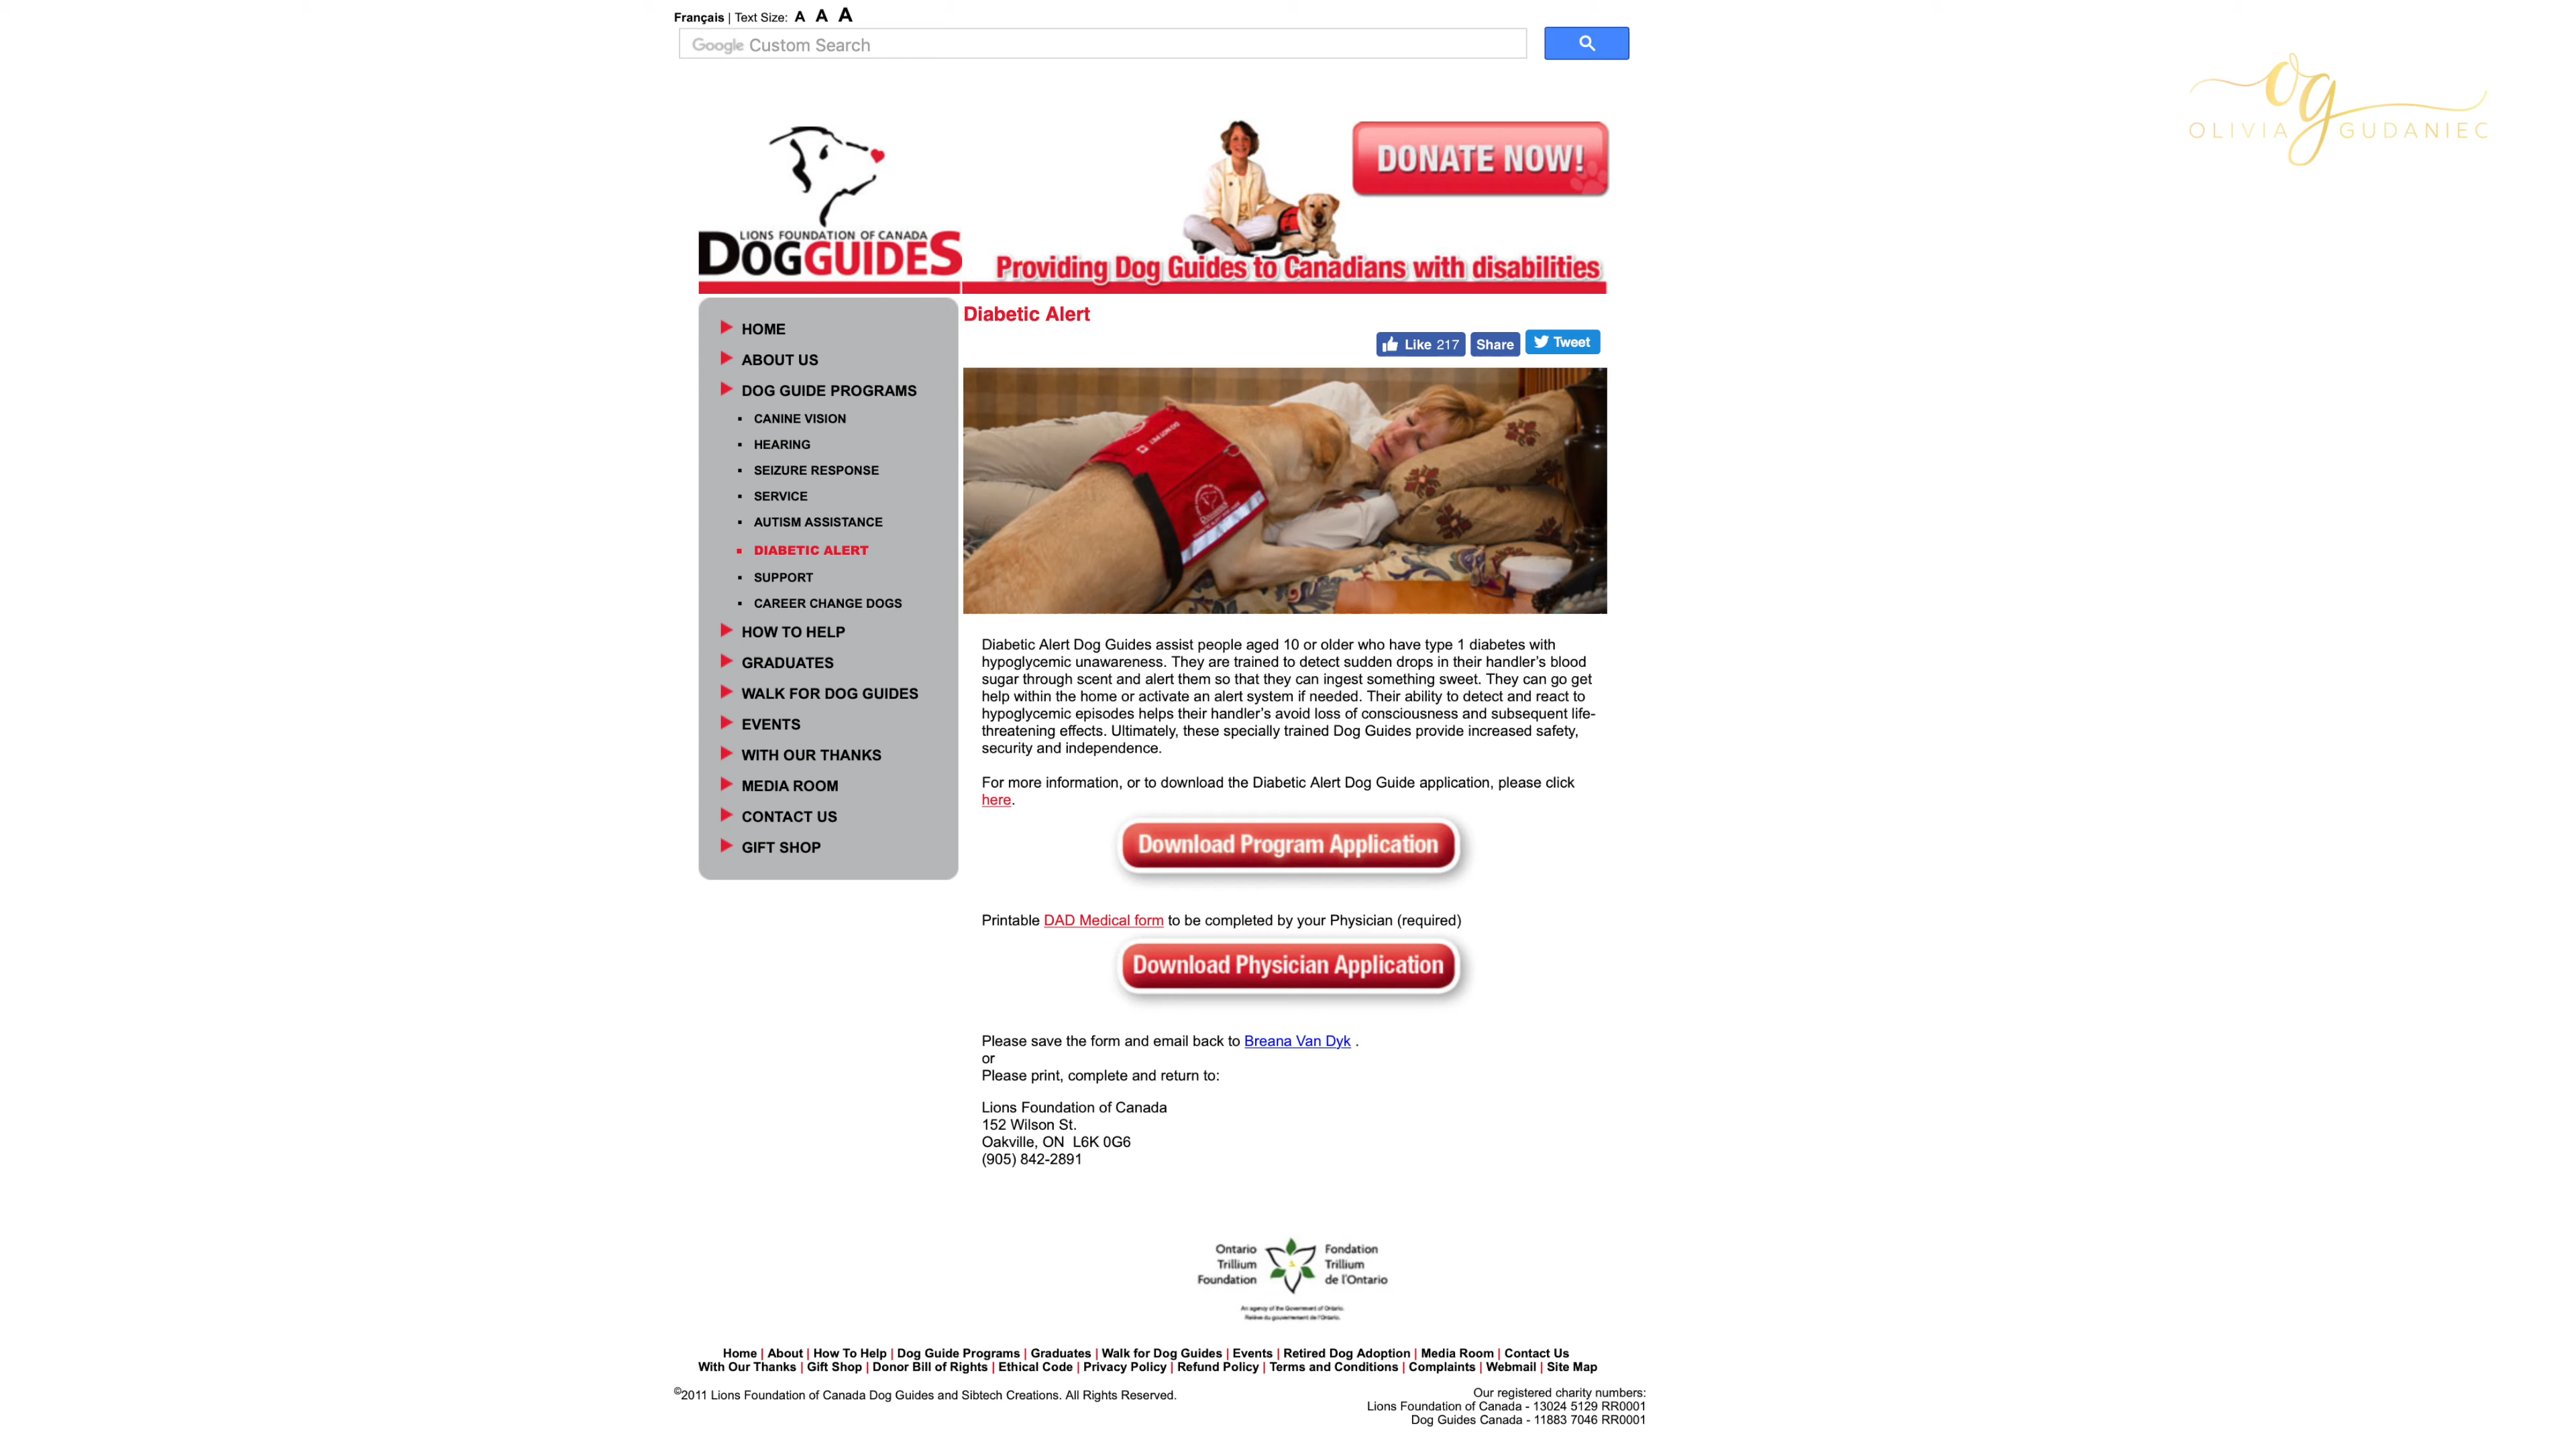 Français | Text Size: A A A
Google Custom Search
og
OLIVIA GUDANIEC
LIONS FOUNDATION OF CANADA
DOGGUIDES
DONATE NOW!
Providing Dog Guides to Canadians with disabilities
HOME
ABOUT US
DOG GUIDE PROGRAMS
CANINE VISION
HEARING
SEIZURE RESPONSE
SERVICE
AUTISM ASSISTANCE
DIABETIC ALERT
SUPPORT
CAREER CHANGE DOGS
HOW TO HELP
GRADUATES
WALK FOR DOG GUIDES
EVENTS
WITH OUR THANKS
MEDIA ROOM
CONTACT US
GIFT SHOP
Diabetic Alert
Like 217 Share Tweet
Diabetic Alert Dog Guides assist people aged 10 or older who have type 1 diabetes with
hypoglycemic unawareness. They are trained to detect sudden drops in their handler’s blood
sugar through scent and alert them so that they can ingest something sweet. They can go get
help within the home or activate an alert system if needed. Their ability to detect and react to
hypoglycemic episodes helps their handler’s avoid loss of consciousness and subsequent life-
threatening effects. Ultimately, these specially trained Dog Guides provide increased safety,
security and independence.
For more information, or to download the Diabetic Alert Dog Guide application, please click
here.
Download Program Application
Printable DAD Medical form to be completed by your Physician (required)
Download Physician Application
Please save the form and email back to Breana Van Dyk .
or
Please print, complete and return to:
Lions Foundation of Canada
152 Wilson St.
Oakville, ON L6K 0G6
(905) 842-2891
Ontario
Trillium
Foundation
Fondation
Trillium
de l’Ontario
An agency of the Government of Ontario.
Relève du gouvernement de l’Ontario.
Home | About | How To Help | Dog Guide Programs | Graduates | Walk for Dog Guides | Events | Retired Dog Adoption | Media Room | Contact Us
With Our Thanks | Gift Shop | Donor Bill of Rights | Ethical Code | Privacy Policy | Refund Policy | Terms and Conditions | Complaints | Webmail | Site Map
©2011 Lions Foundation of Canada Dog Guides and Sibtech Creations. All Rights Reserved.
Our registered charity numbers:
Lions Foundation of Canada - 13024 5129 RR0001
Dog Guides Canada - 11883 7046 RR0001